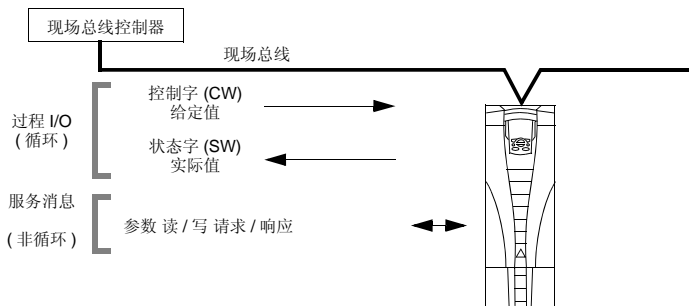 现场总线控制器
现场总线
过程 I/O
( 循环 )
控制字 (CW)
给定值
状态字 (SW)
实际值
服务消息
( 非循环 )
参数 读 / 写 请求 / 响应